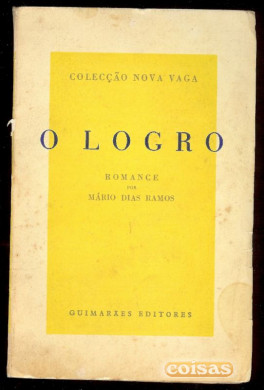 COLECÇÃO NOVA VAGA
O LOGRO
ROMANCE
POR
MÁRIO DIAS RAMOS
GUIMARÃES EDITORES
coisas